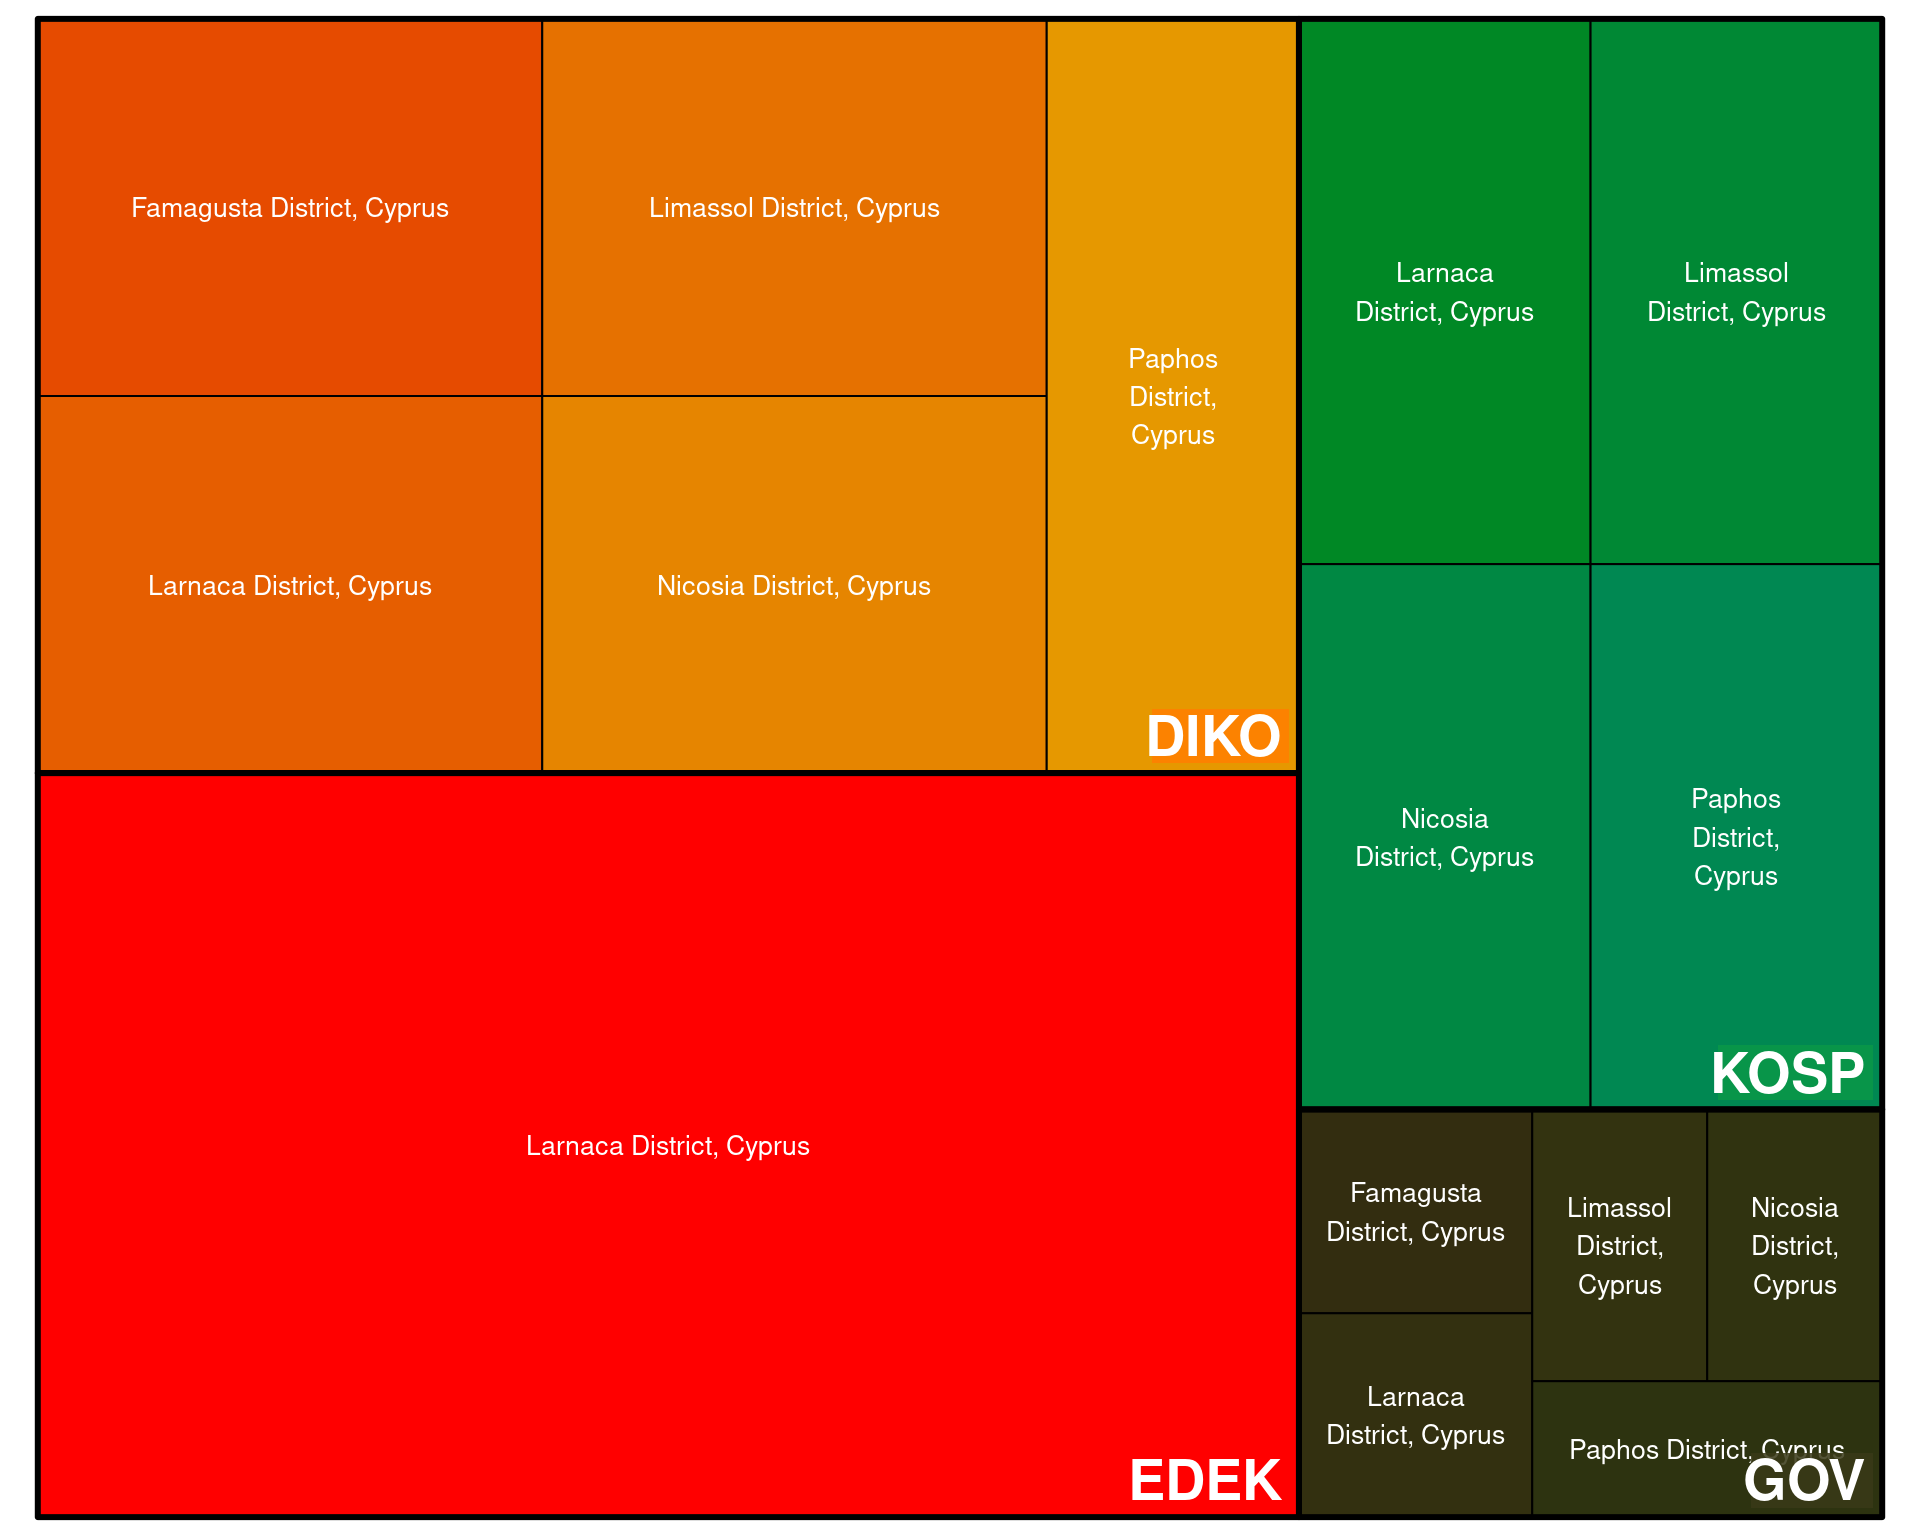 Famagusta District, Cyprus
Limassol District, Cyprus
Paphos
District,
Cyprus
Larnaca District, Cyprus
Nicosia District, Cyprus
DIKO
Larnaca District, Cyprus
EDEK
Larnaca
District, Cyprus
Limassol
District, Cyprus
Nicosia
District, Cyprus
Paphos
District,
Cyprus
KOSP
Famagusta
District, Cyprus
Limassol
District,
Cyprus
Nicosia
District,
Cyprus
Larnaca
District, Cyprus
Paphos District, Cyprus
GOV